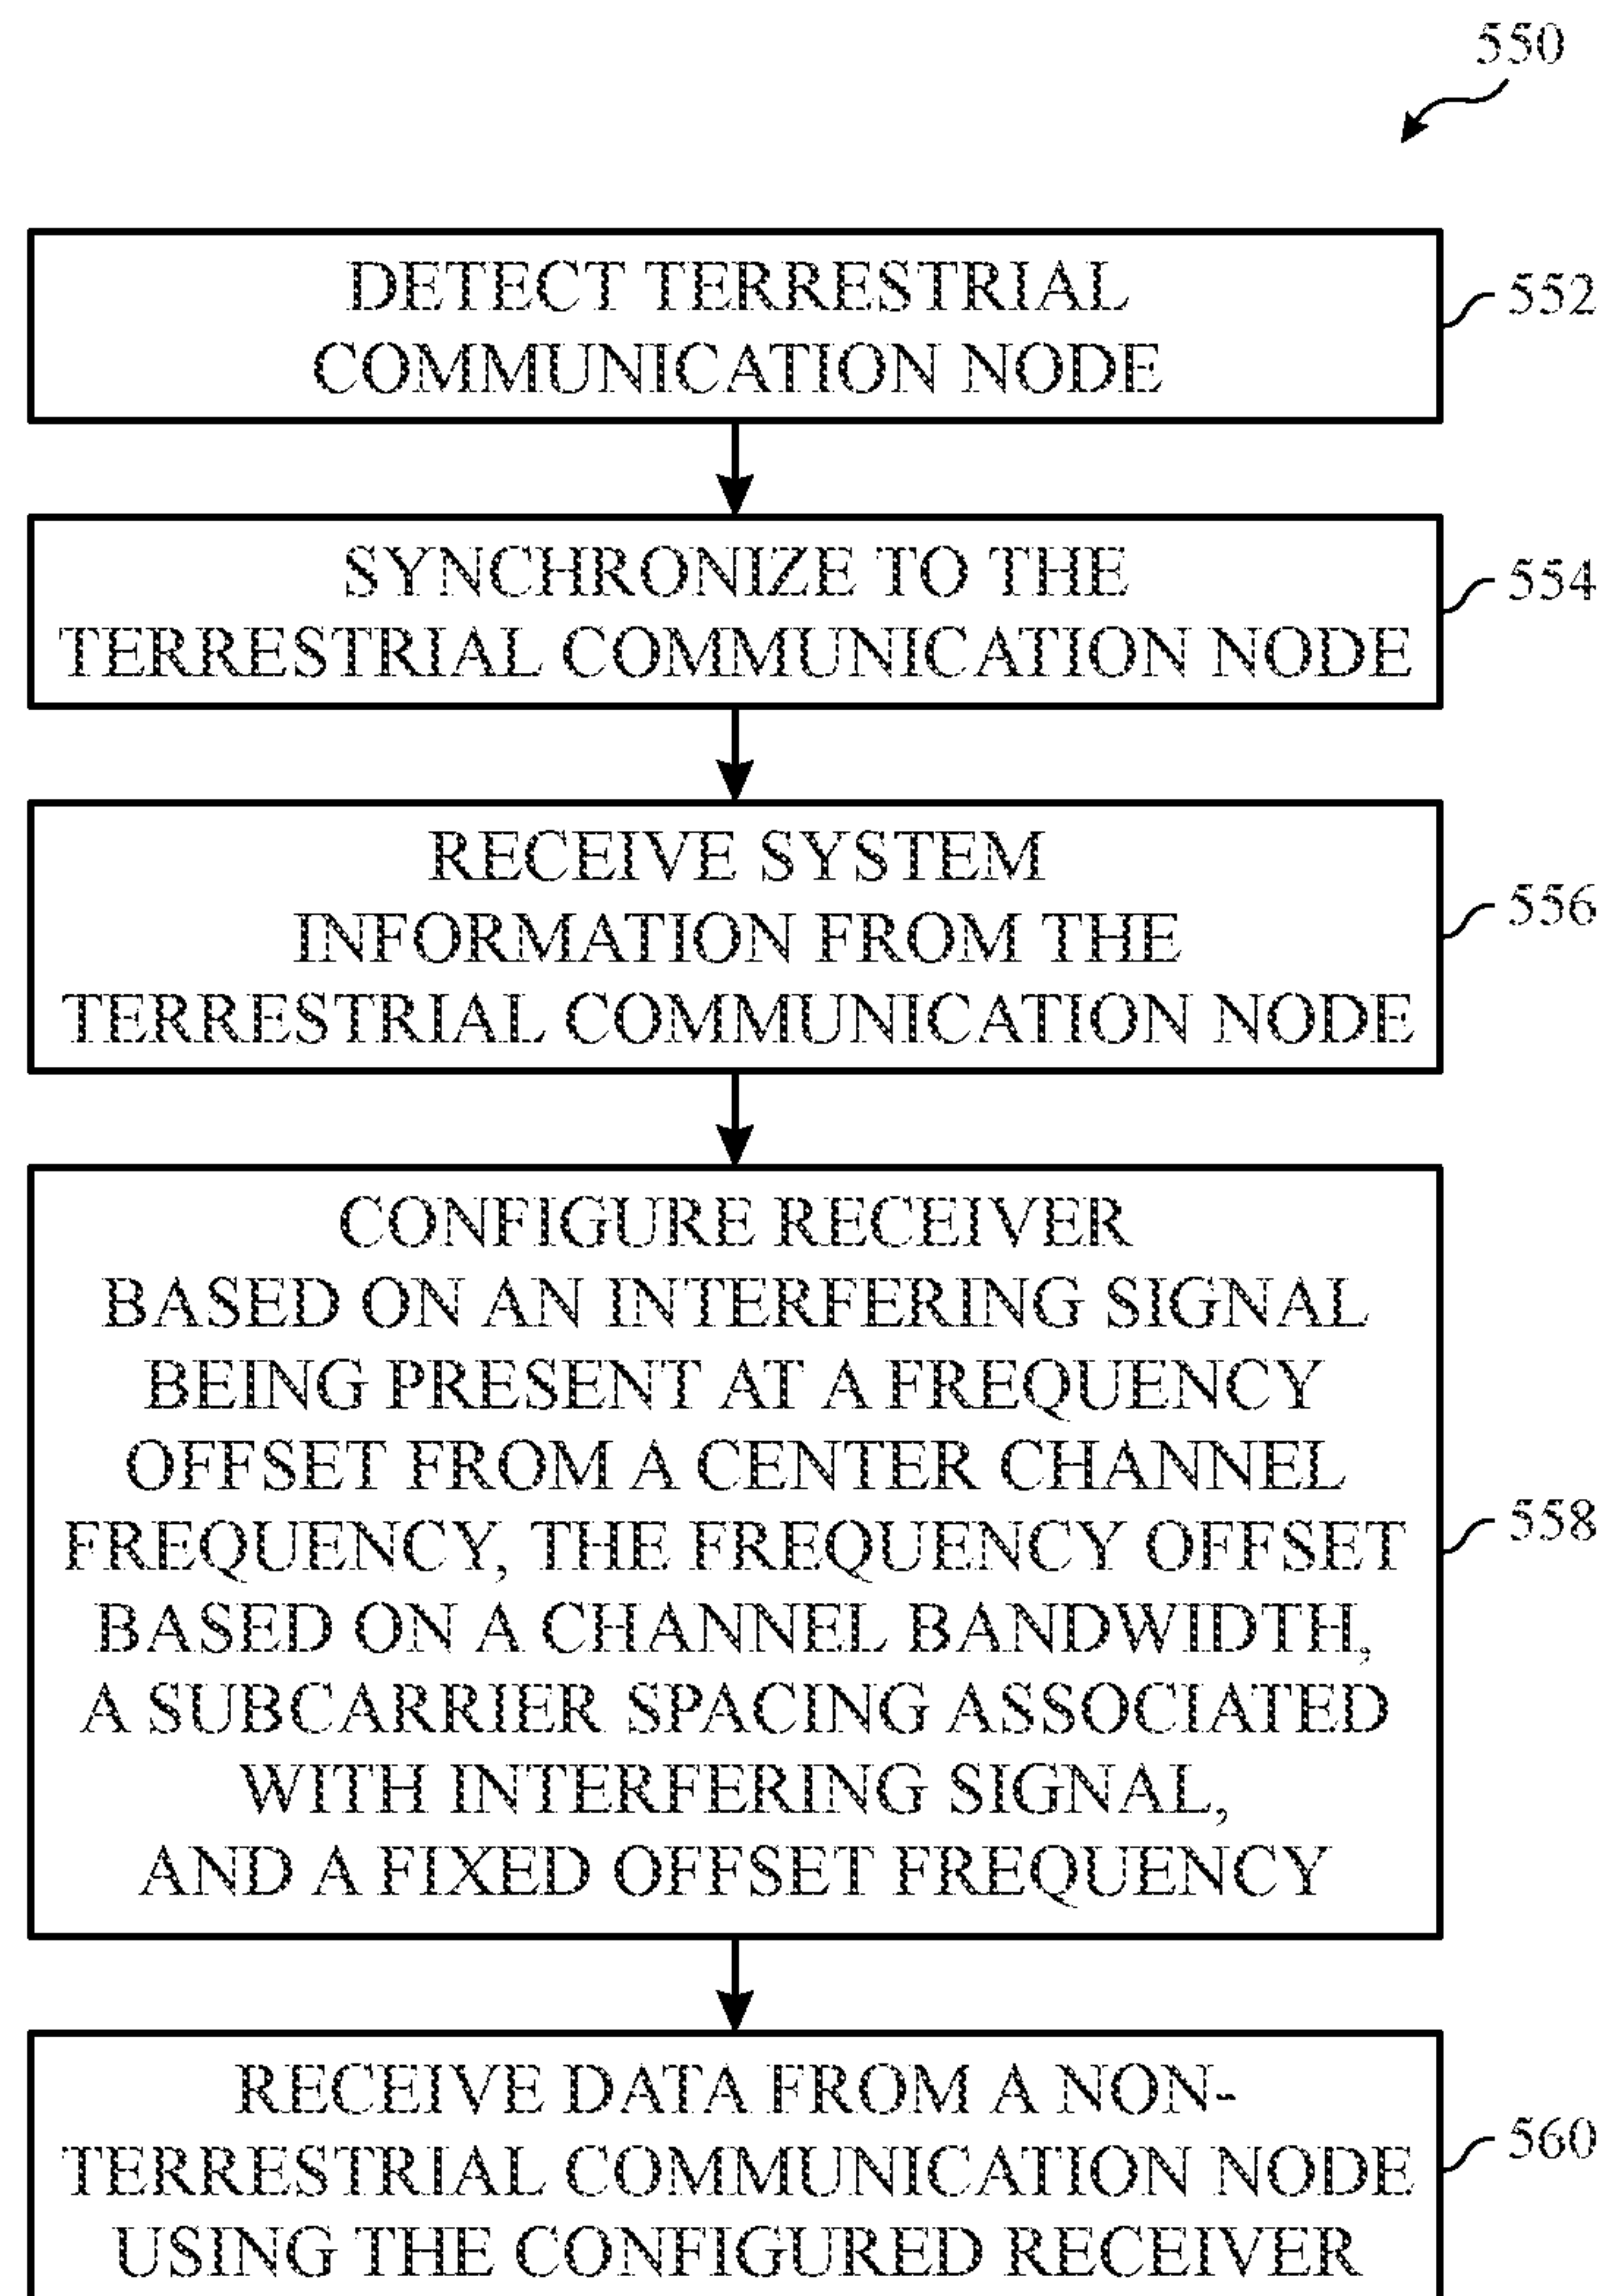 550
DETECT TERRESTRIAL
COMMUNICATION NODE
552
SYNCHRONIZE TO THE
TERRESTRIAL COMMUNICATION NODE
554
RECEIVE SYSTEM
INFORMATION FROM THE
TERRESTRIAL COMMUNICATION NODE
556
CONFIGURE RECEIVER
BASED ON AN INTERFERING SIGNAL
BEING PRESENT AT A FREQUENCY
OFFSET FROM A CENTER CHANNEL
FREQUENCY, THE FREQUENCY OFFSET
BASED ON A CHANNEL BANDWIDTH,
A SUBCARRIER SPACING ASSOCIATED
WITH INTERFERING SIGNAL,
AND A FIXED OFFSET FREQUENCY
558
RECEIVE DATA FROM A NON-
TERRESTRIAL COMMUNICATION NODE
USING THE CONFIGURED RECEIVER
560